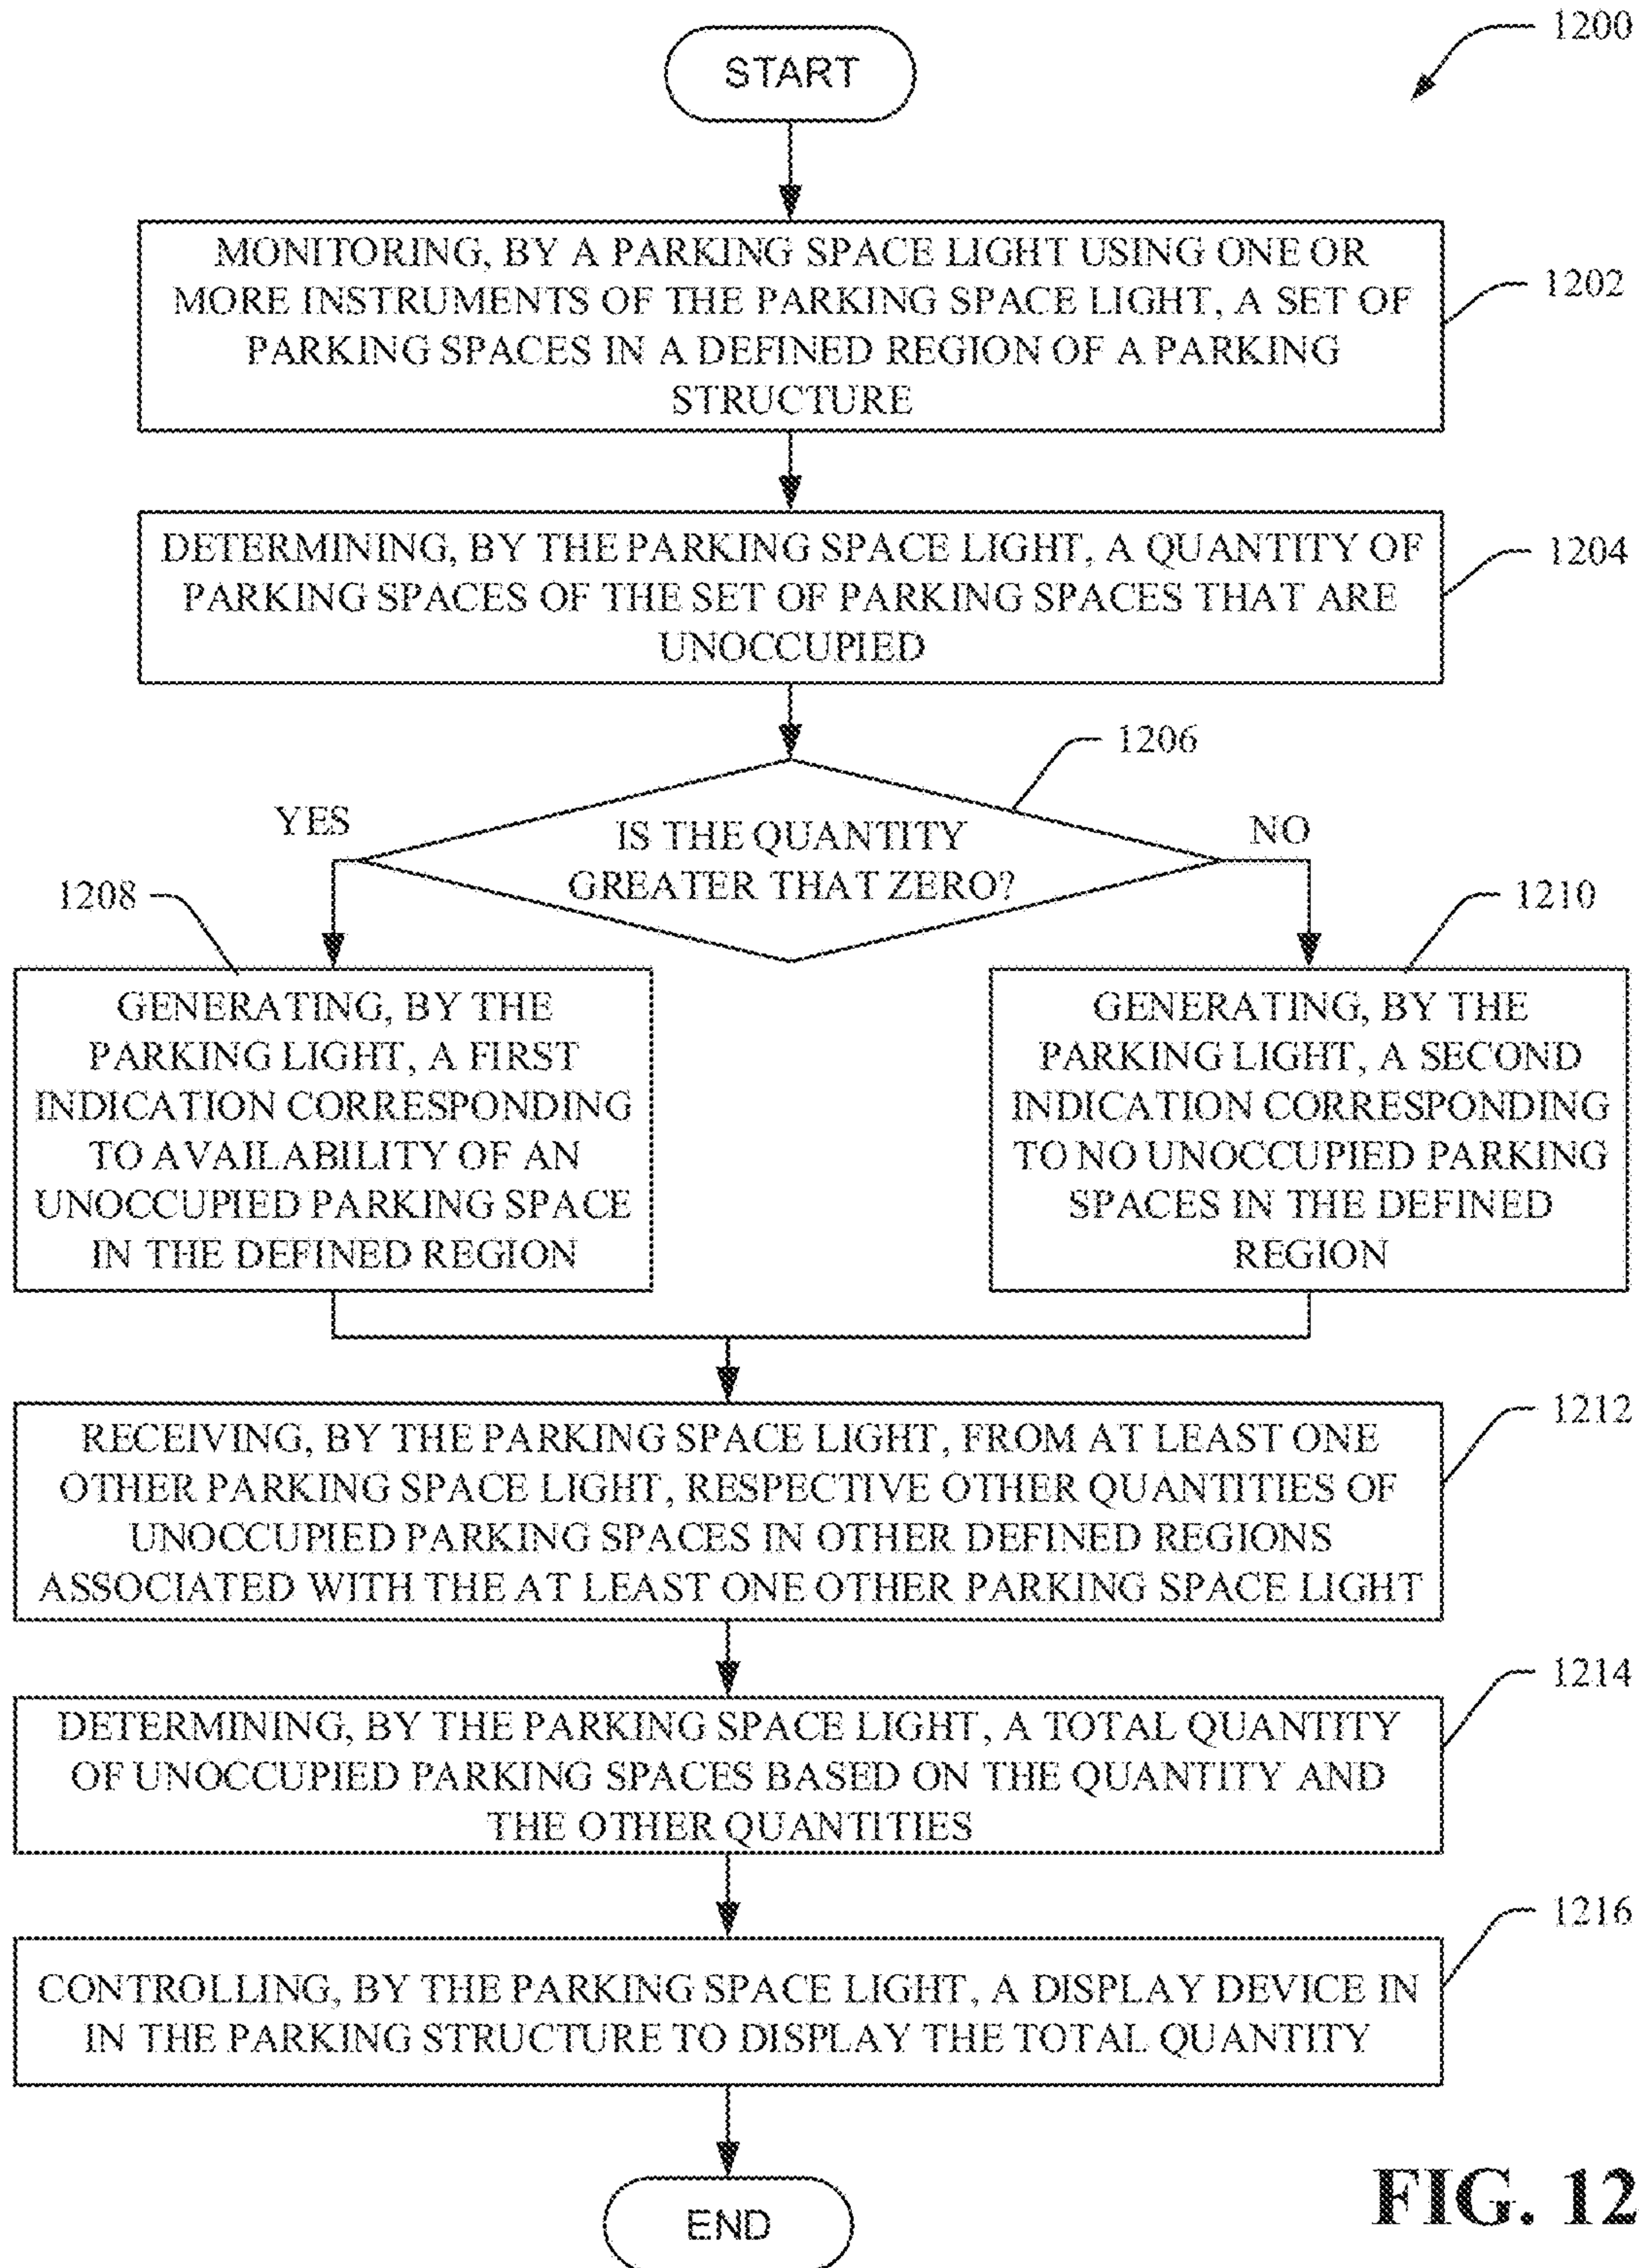 1200
START
MONITORING, BY A PARKING SPACE LIGHT USING ONE OR
MORE INSTRUMENTS OF THE PARKING SPACE LIGHT, A SET OF
PARKING SPACES IN A DEFINED REGION OF A PARKING
STRUCTURE
1202
DETERMINING, BY THE PARKING SPACE LIGHT, A QUANTITY OF
PARKING SPACES OF THE SET OF PARKING SPACES THAT ARE
UNOCCUPIED
1204
1206
YES
IS THE QUANTITY
GREATER THAT ZERO?
NO
1208
GENERATING, BY THE
PARKING LIGHT, A FIRST
INDICATION CORRESPONDING
TO AVAILABILITY OF AN
UNOCCUPIED PARKING SPACE
IN THE DEFINED REGION
1210
GENERATING, BY THE
PARKING LIGHT, A SECOND
INDICATION CORRESPONDING
TO NO UNOCCUPIED PARKING
SPACES IN THE DEFINED
REGION
1212
RECEIVING, BY THE PARKING SPACE LIGHT, FROM AT LEAST ONE
OTHER PARKING SPACE LIGHT, RESPECTIVE OTHER QUANTITIES OF
UNOCCUPIED PARKING SPACES IN OTHER DEFINED REGIONS
ASSOCIATED WITH THE AT LEAST ONE OTHER PARKING SPACE LIGHT
1214
DETERMINING, BY THE PARKING SPACE LIGHT, A TOTAL QUANTITY
OF UNOCCUPIED PARKING SPACES BASED ON THE QUANTITY AND
THE OTHER QUANTITIES
1216
CONTROLLING, BY THE PARKING SPACE LIGHT, A DISPLAY DEVICE IN
IN THE PARKING STRUCTURE TO DISPLAY THE TOTAL QUANTITY
END
FIG. 12